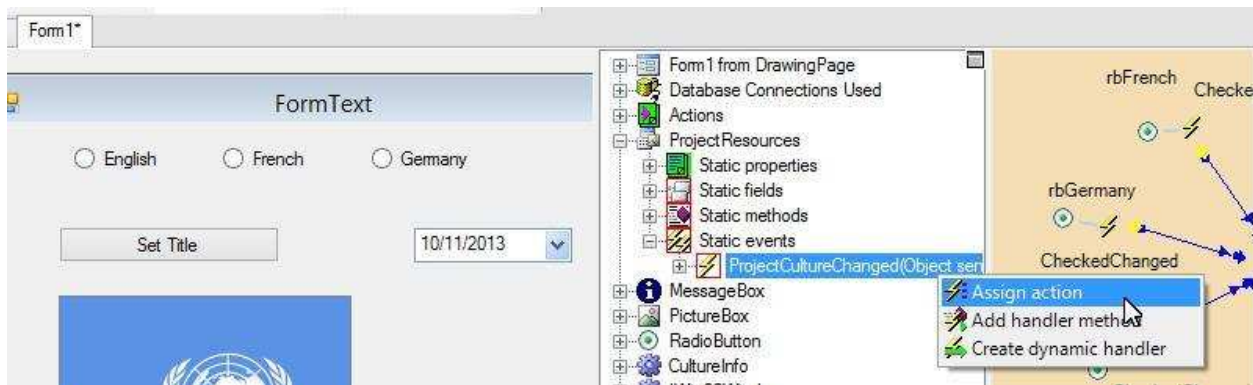 Form1*
FormText
English
French
Germany
Set Title
10/11/2013
Form1 from DrawingPage
Database Connections Used
Actions
ProjectResources
Static properties
Static fields
Static methods
Static events
ProjectCultureChanged(Object sen
MessageBox
PictureBox
RadioButton
CultureInfo
rbFrench
Checke
rbGermany
CheckedChanged
Assign action
Add handler method
Create dynamic handler